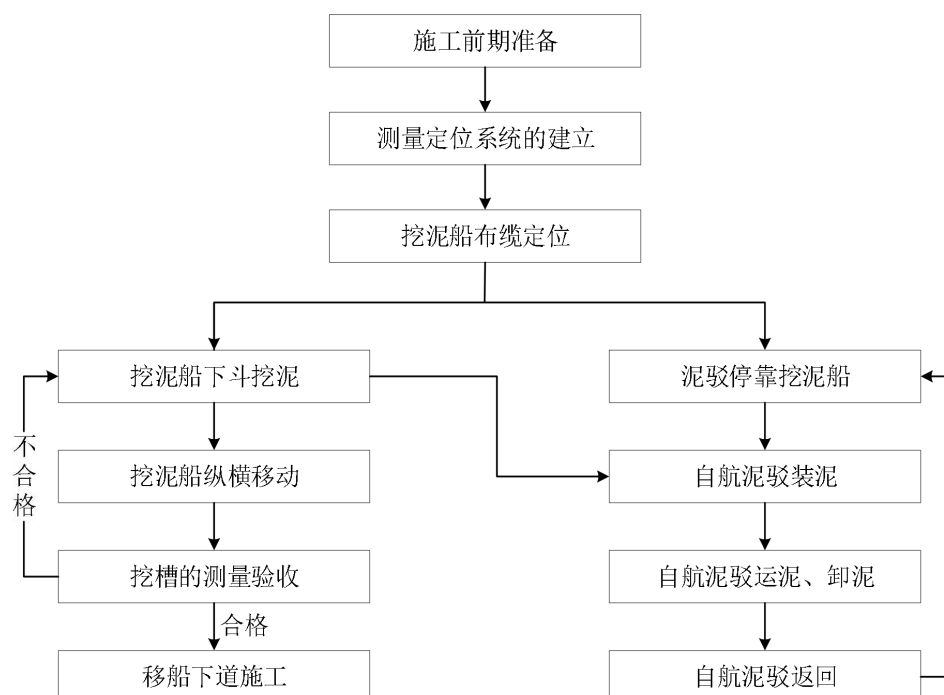 施工前期准备
测量定位系统的建立
挖泥船布缆定位
挖泥船下斗挖泥
泥驳停靠挖泥船
不合格
挖泥船纵横移动
自航泥驳装泥
挖槽的测量验收
自航泥驳运泥、卸泥
合格
移船下道施工
自航泥驳返回